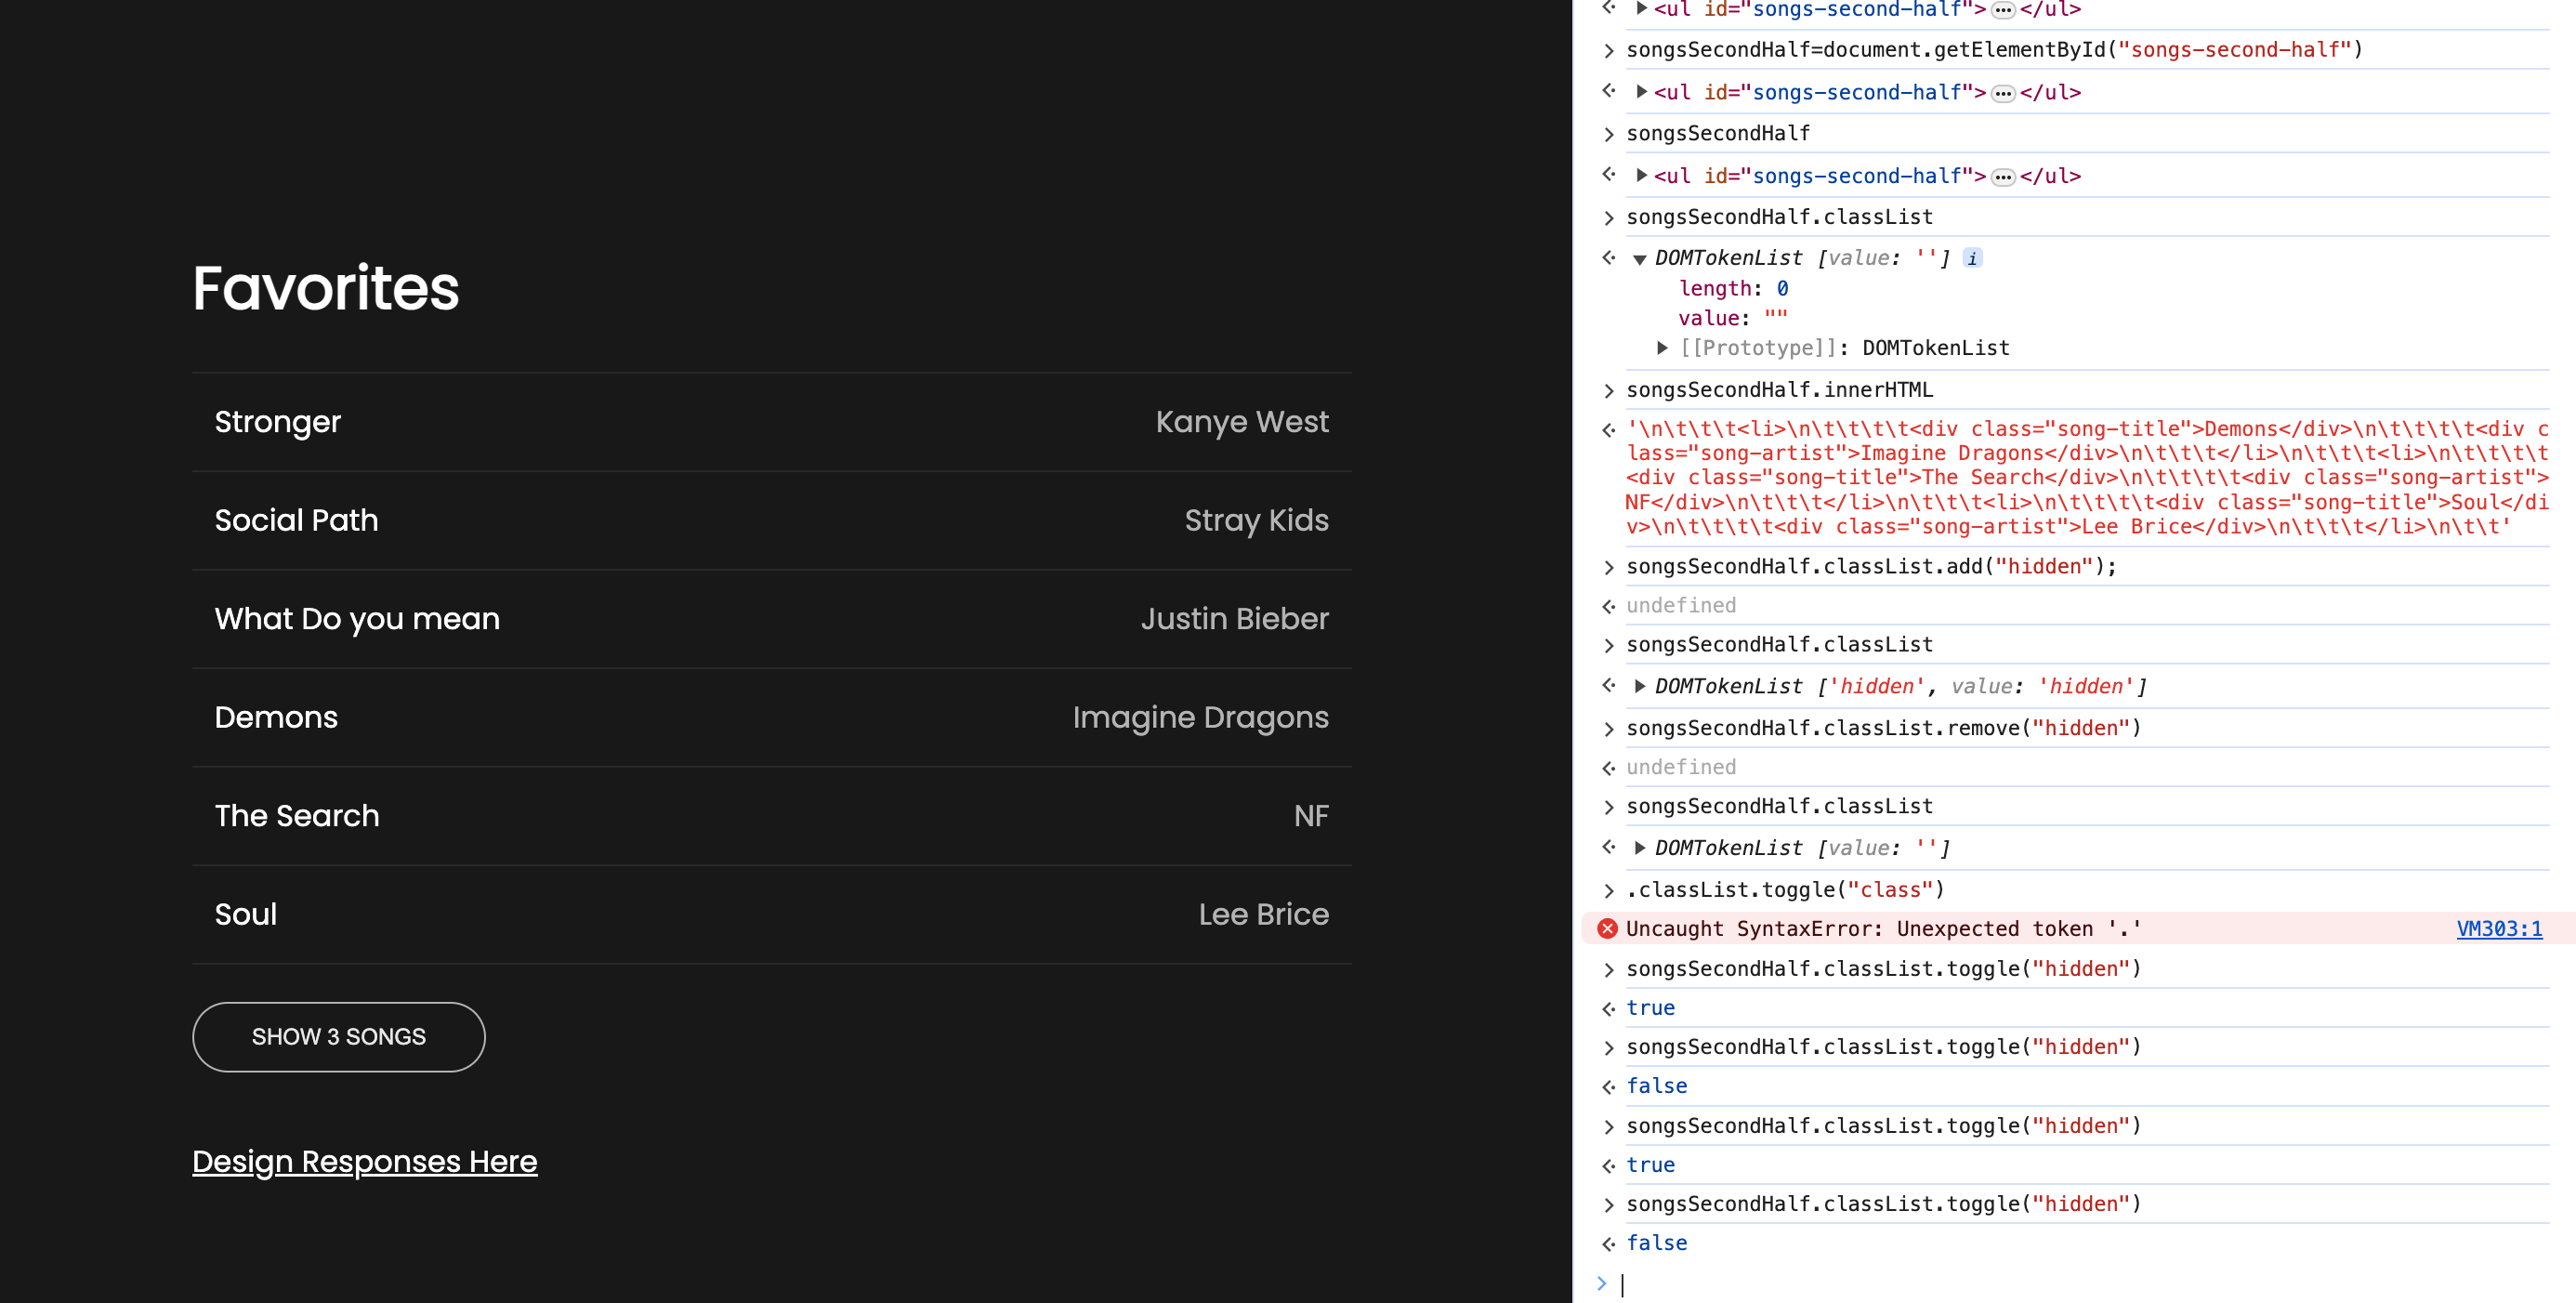 Favorites
Stronger Kanye West
Social Path Stray Kids
What Do you mean Justin Bieber
Demons Imagine Dragons
The Search NF
Soul Lee Brice
SHOW 3 SONGS
Design Responses Here
<ul id="songs-second-half">…</ul>
songsSecondHalf=document.getElementById("songs-second-half")
<ul id="songs-second-half">…</ul>
songsSecondHalf
<ul id="songs-second-half">…</ul>
songsSecondHalf.classList
DOMTokenList [value: ''] i
length: 0
value: ""
[[Prototype]]: DOMTokenList
songsSecondHalf.innerHTML
'\n\t\t\t<li>\n\t\t\t\t<div class="song-title">Demons</div>\n\t\t\t\t<div c
lass="song-artist">Imagine Dragons</div>\n\t\t\t</li>\n\t\t\t<li>\n\t\t\t\t
<div class="song-title">The Search</div>\n\t\t\t\t<div class="song-artist">
NF</div>\n\t\t\t</li>\n\t\t\t<li>\n\t\t\t\t<div class="song-title">Soul</di
v>\n\t\t\t\t<div class="song-artist">Lee Brice</div>\n\t\t\t</li>\n\t\t'
songsSecondHalf.classList.add("hidden");
undefined
songsSecondHalf.classList
DOMTokenList ['hidden', value: 'hidden']
songsSecondHalf.classList.remove("hidden")
undefined
songsSecondHalf.classList
DOMTokenList [value: '']
.classList.toggle("class")
Uncaught SyntaxError: Unexpected token '.' VM303:1
songsSecondHalf.classList.toggle("hidden")
true
songsSecondHalf.classList.toggle("hidden")
false
songsSecondHalf.classList.toggle("hidden")
true
songsSecondHalf.classList.toggle("hidden")
false